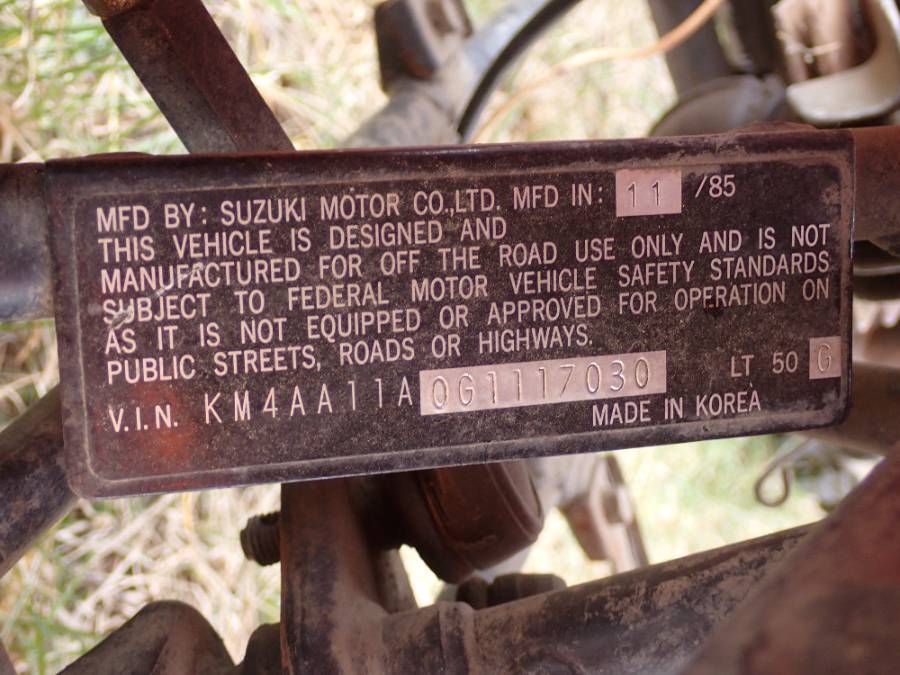 MFD BY: SUZUKI MOTOR CO.,LTD. MFD IN: 11 /85
THIS VEHICLE IS DESIGNED AND
MANUFACTURED FOR OFF THE ROAD USE ONLY AND IS NOT
SUBJECT TO FEDERAL MOTOR VEHICLE SAFETY STANDARDS
AS IT IS NOT EQUIPPED OR APPROVED FOR OPERATION ON
PUBLIC STREETS, ROADS OR HIGHWAYS.
V.I.N. KM4AA11A0G1117030 LT 50 G
MADE IN KOREA